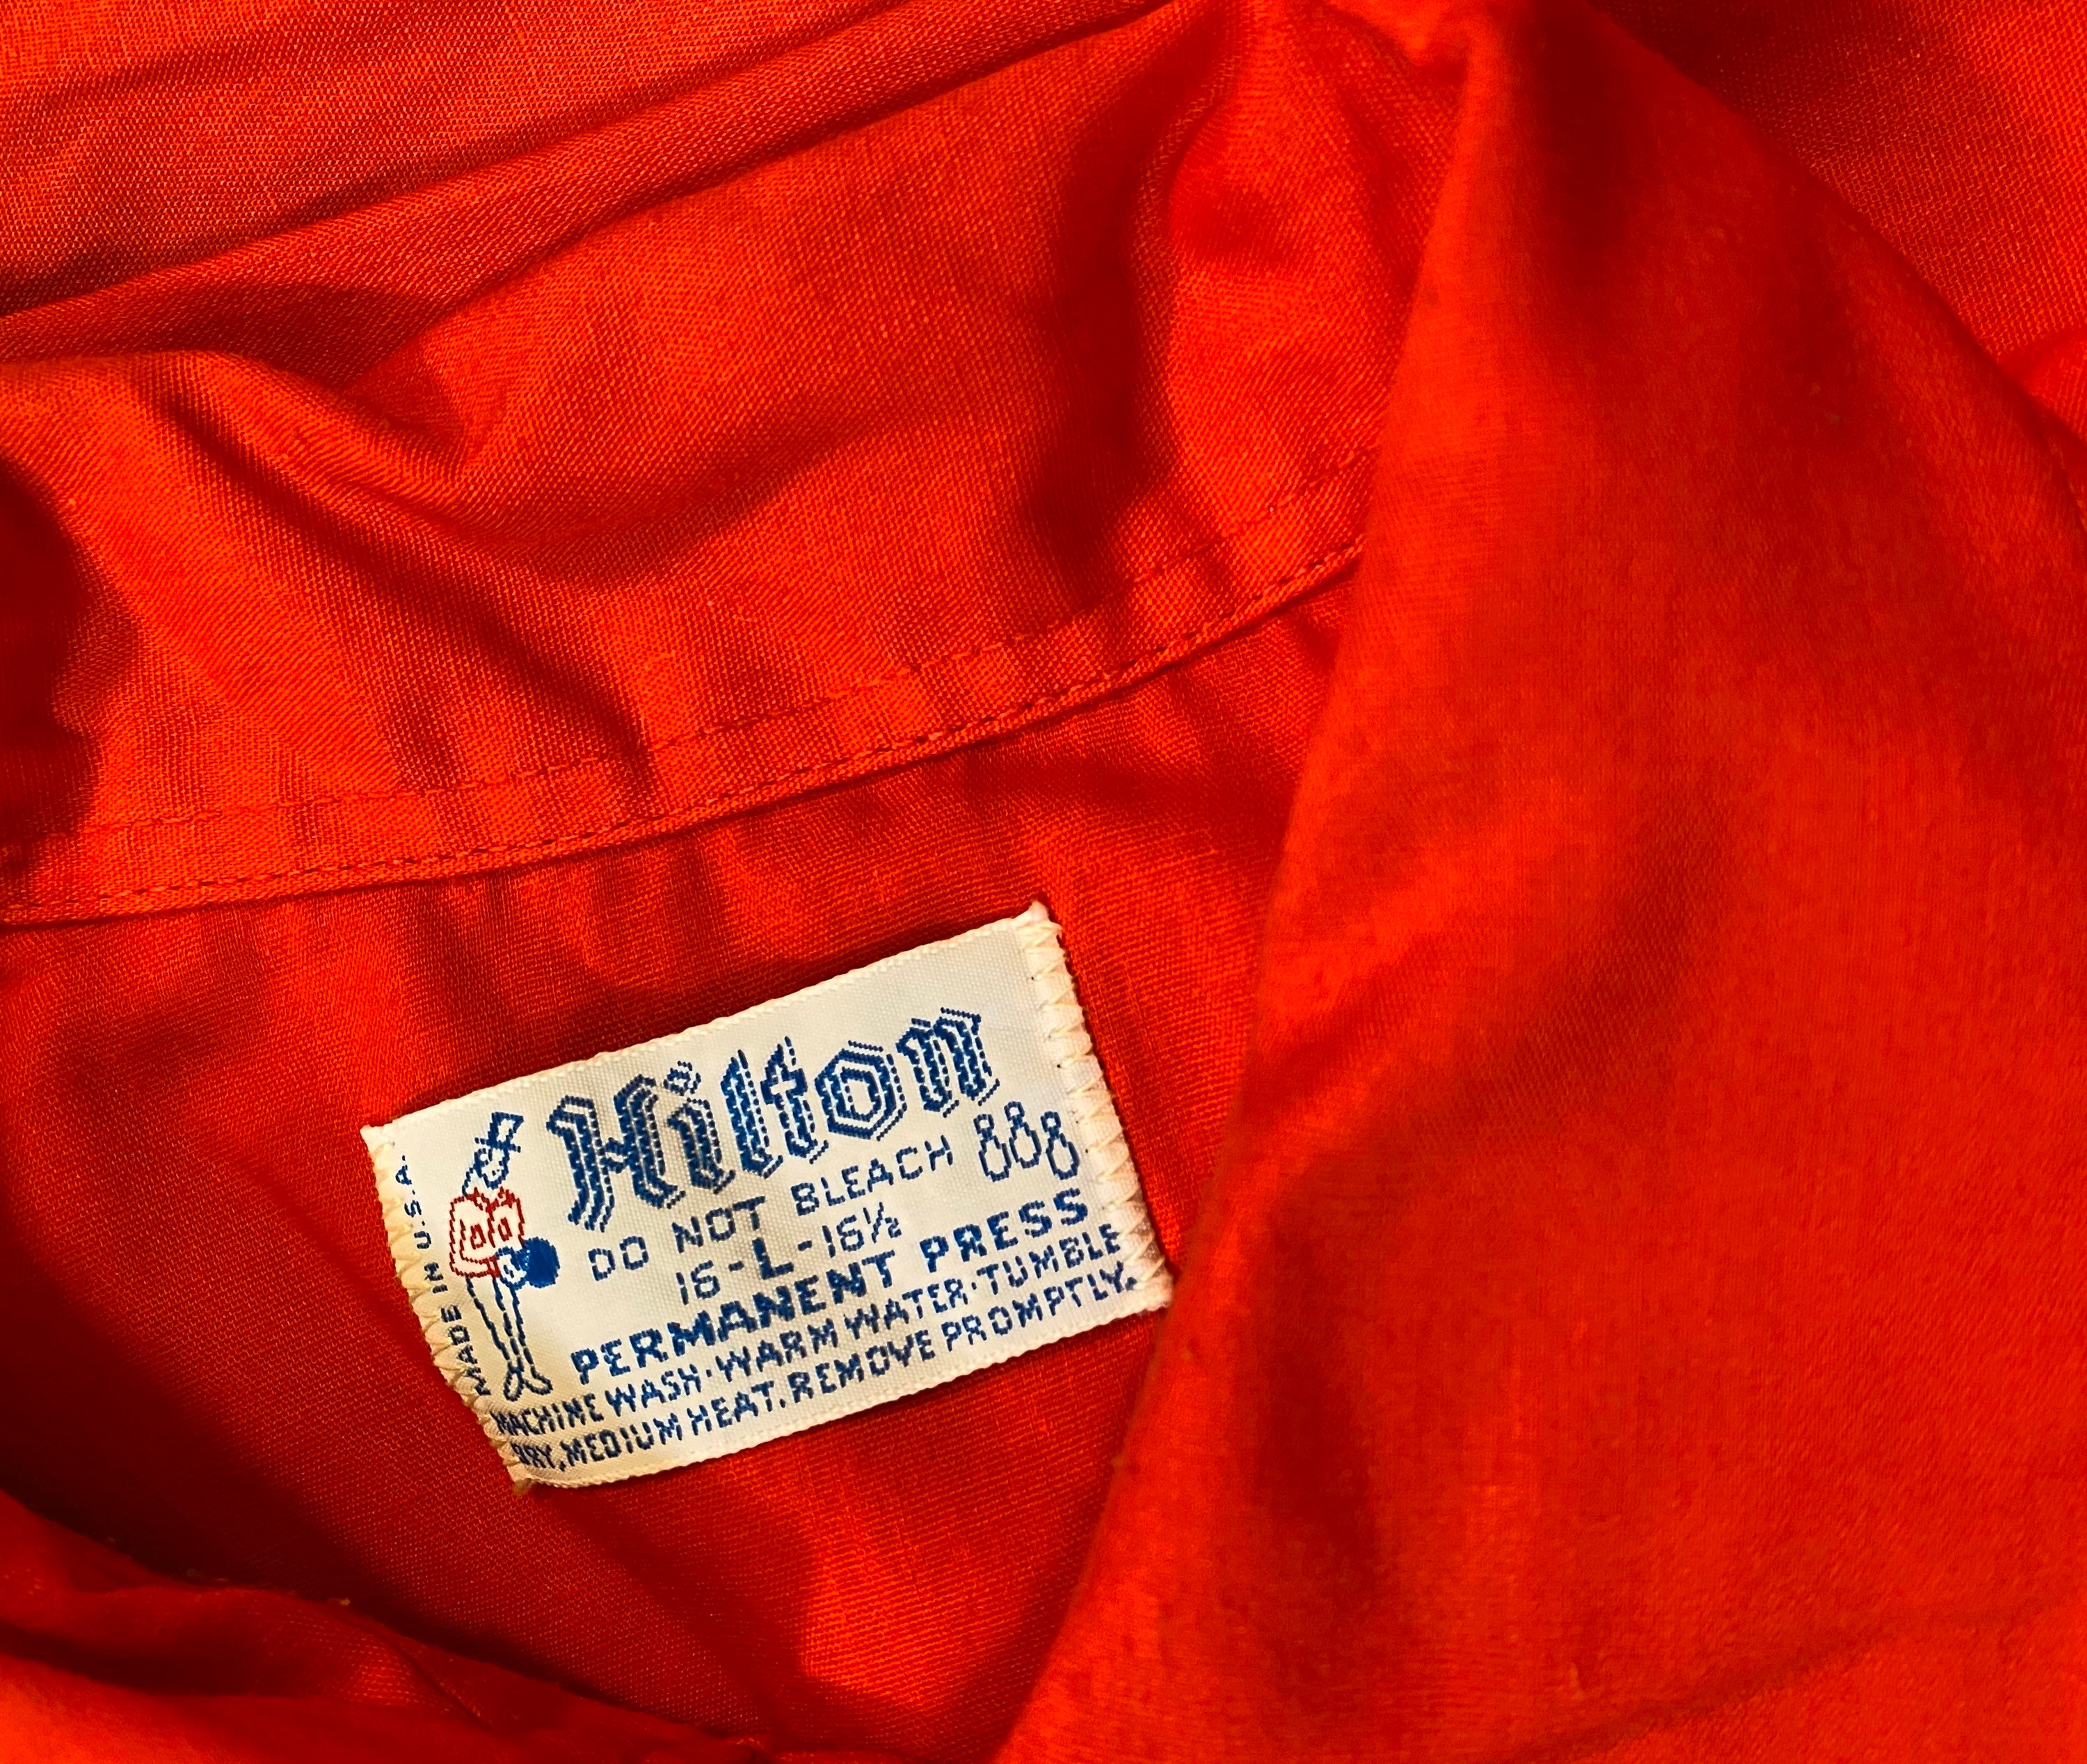 Hilton
DO NOT BLEACH
16-L-16½
PERMANENT PRESS
MACHINE WASH·WARM WATER·TUMBLE
DRY, MEDIUM HEAT. REMOVE PROMPTLY.
MADE IN U.S.A.